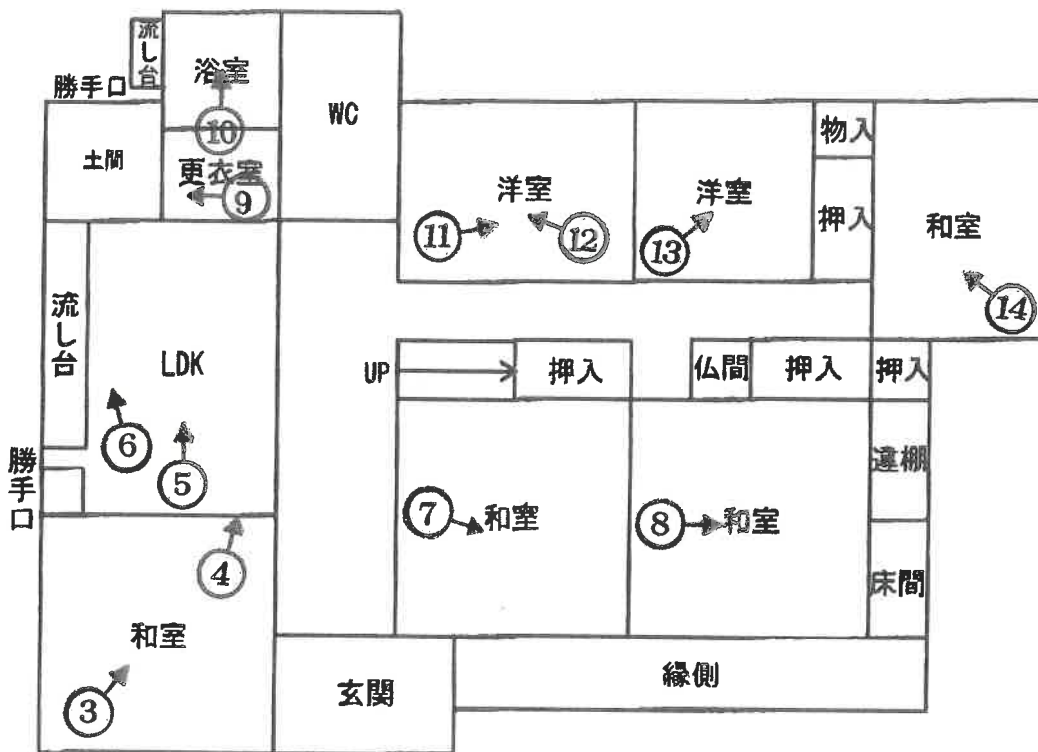 流し台
浴室
勝手口
WC
⑩
土間
更衣室
⑨
洋室
⑪
⑫
洋室
⑬
物入
押入
和室
⑭
流し台
LDK
UP
押入
仏間
押入
押入
⑥
⑤
勝手口
違棚
⑦
和室
⑧
和室
④
床間
和室
③
玄関
縁側